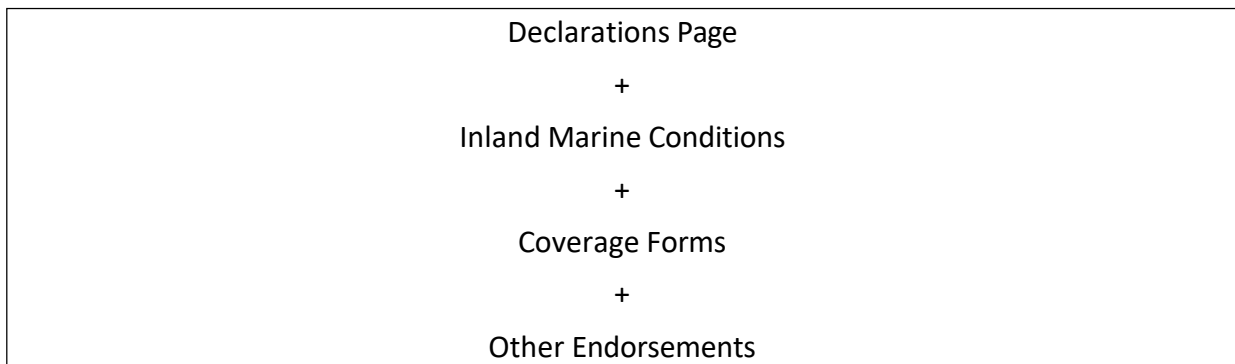 Declarations Page
+
Inland Marine Conditions
+
Coverage Forms
+
Other Endorsements